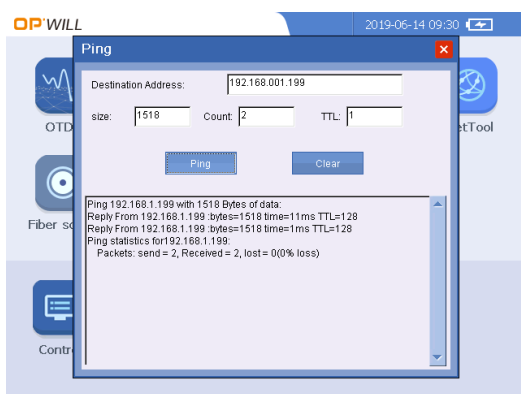 OPWILL
2019-06-14 09:30
Ping
Destination Address: 192.168.001.199
size: 1518 Count: 2 TTL: 1
Ping Clear
Ping 192.168.1.199 with 1518 Bytes of data:
Reply From 192.168.1.199 :bytes=1518 time=11ms TTL=128
Reply From 192.168.1.199 :bytes=1518 time=1ms TTL=128
Ping statistics for192.168.1.199:
Packets: send = 2, Received = 2, lost = 0(0% loss)
OTD
etTool
Fiber sc
Contr